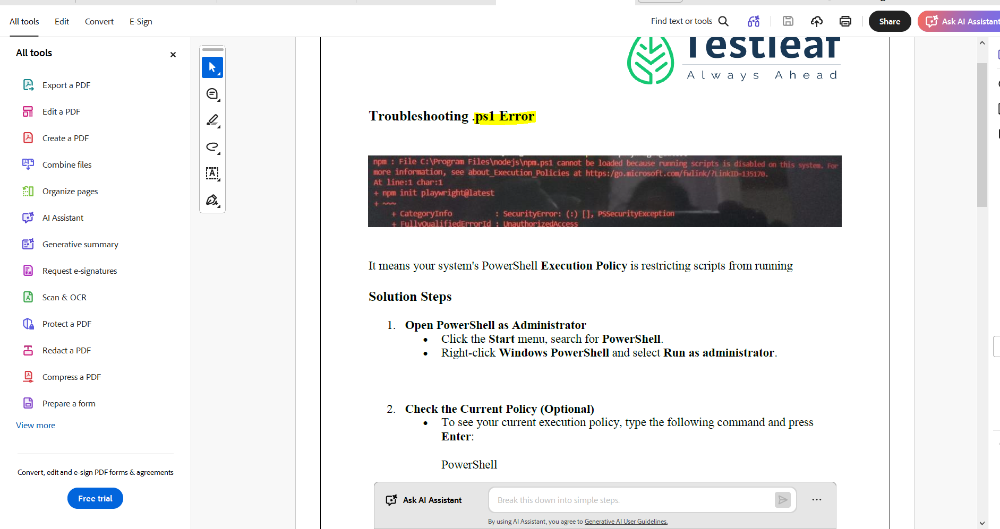 All tools
Edit
Convert
E-Sign
Find text or tools
Share
Ask AI Assistant
All tools
Export a PDF
Edit a PDF
Create a PDF
Combine files
Organize pages
AI Assistant
Generative summary
Request e-signatures
Scan & OCR
Protect a PDF
Redact a PDF
Compress a PDF
Prepare a form
View more
Convert, edit and e-sign PDF forms & agreements
Free trial
Testleaf
Always Ahead
Troubleshooting .ps1 Error
npm : File C:\Program Files\nodejs\npm.ps1 cannot be loaded because running scripts is disabled on this system. For
more information, see about_Execution_Policies at https:/go.microsoft.com/fwlink/?LinkID=135170.
At line:1 char:1
+ npm init playwright@latest
+ ~~~
+ CategoryInfo : SecurityError: (:) [], PSSecurityException
+ FullyQualifiedErrorId : UnauthorizedAccess
It means your system's PowerShell Execution Policy is restricting scripts from running
Solution Steps
1. Open PowerShell as Administrator
• Click the Start menu, search for PowerShell.
• Right-click Windows PowerShell and select Run as administrator.
2. Check the Current Policy (Optional)
• To see your current execution policy, type the following command and press
Enter:
PowerShell
Ask AI Assistant
Break this down into simple steps.
By using AI Assistant, you agree to Generative AI User Guidelines.